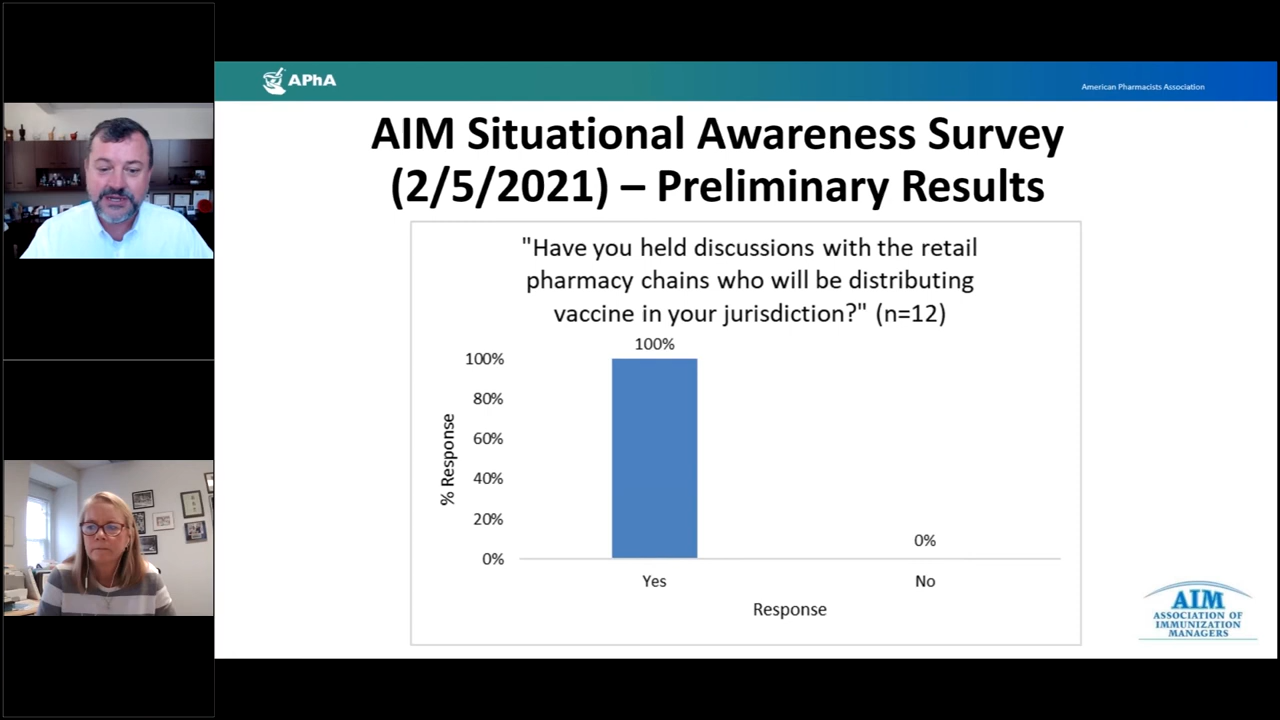 APhA
American Pharmacists Association
AIM Situational Awareness Survey
(2/5/2021) – Preliminary Results
"Have you held discussions with the retail
pharmacy chains who will be distributing
vaccine in your jurisdiction?" (n=12)
100%
100%
80%
60%
40%
20%
0%
% Response
0%
Yes
No
Response
AIM
ASSOCIATION OF
IMMUNIZATION
MANAGERS